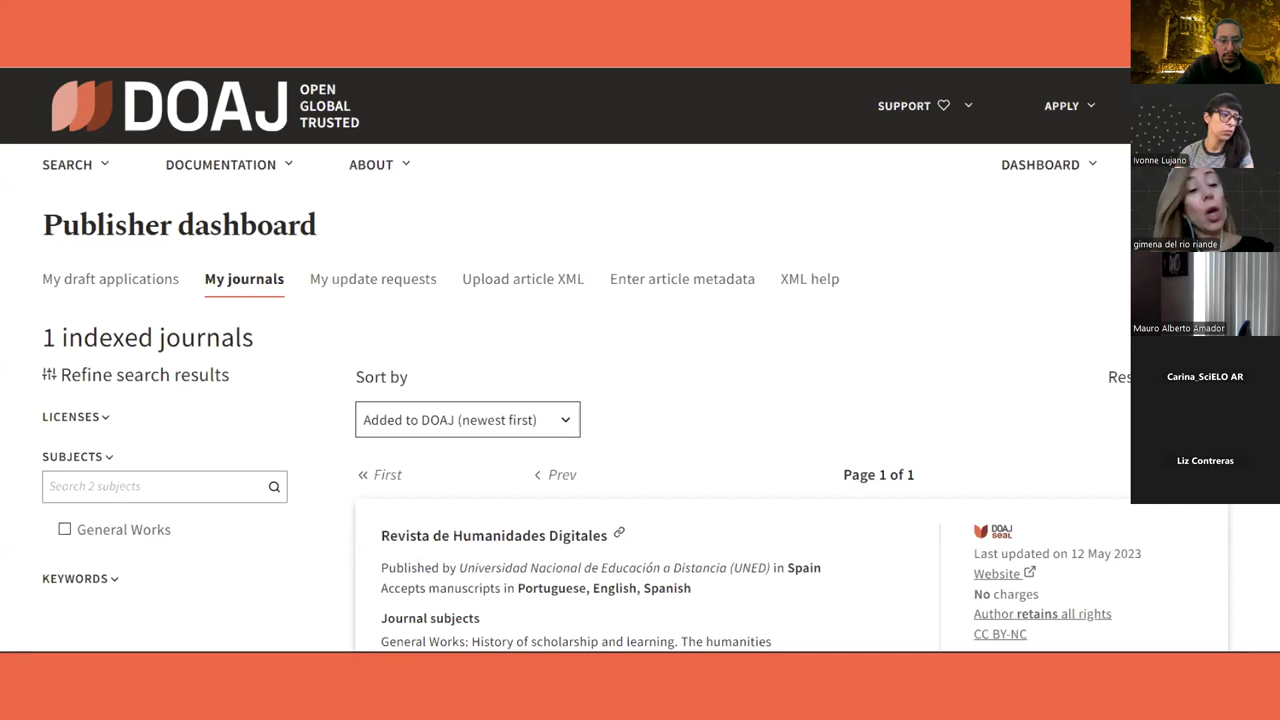 DOAJ
OPEN
GLOBAL
TRUSTED
SUPPORT
APPLY
SEARCH
DOCUMENTATION
ABOUT
DASHBOARD
Publisher dashboard
My draft applications
My journals
My update requests
Upload article XML
Enter article metadata
XML help
1 indexed journals
Refine search results
LICENSES
SUBJECTS
Search 2 subjects
General Works
KEYWORDS
Sort by
Res
Added to DOAJ (newest first)
« First
‹ Prev
Page 1 of 1
Revista de Humanidades Digitales
Published by Universidad Nacional de Educación a Distancia (UNED) in Spain
Accepts manuscripts in Portuguese, English, Spanish
Journal subjects
General Works: History of scholarship and learning. The humanities
DOAJ
seal
Last updated on 12 May 2023
Website
No charges
Author retains all rights
CC BY-NC
Ivonne Lujano
gimena del rio riande
Mauro Alberto Amador
Carina_SciELO AR
Liz Contreras